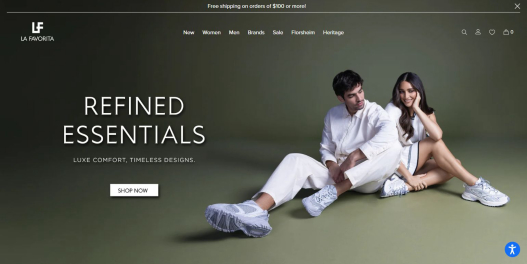 Free shipping on orders of $100 or more!
LF
LA FAVORITA
New Women Men Brands Sale Florsheim Heritage
0
REFINED
ESSENTIALS
LUXE COMFORT, TIMELESS DESIGNS.
SHOP NOW